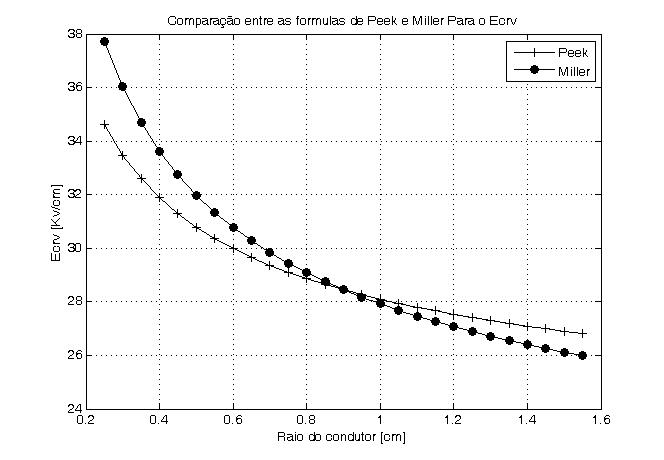 Comparação entre as formulas de Peek e Miller Para o Ecrv
Peek
Miller
38
36
34
32
30
28
26
24
Ecrv [Kv/cm]
0.2 0.4 0.6 0.8 1 1.2 1.4 1.6
Raio do condutor [cm]